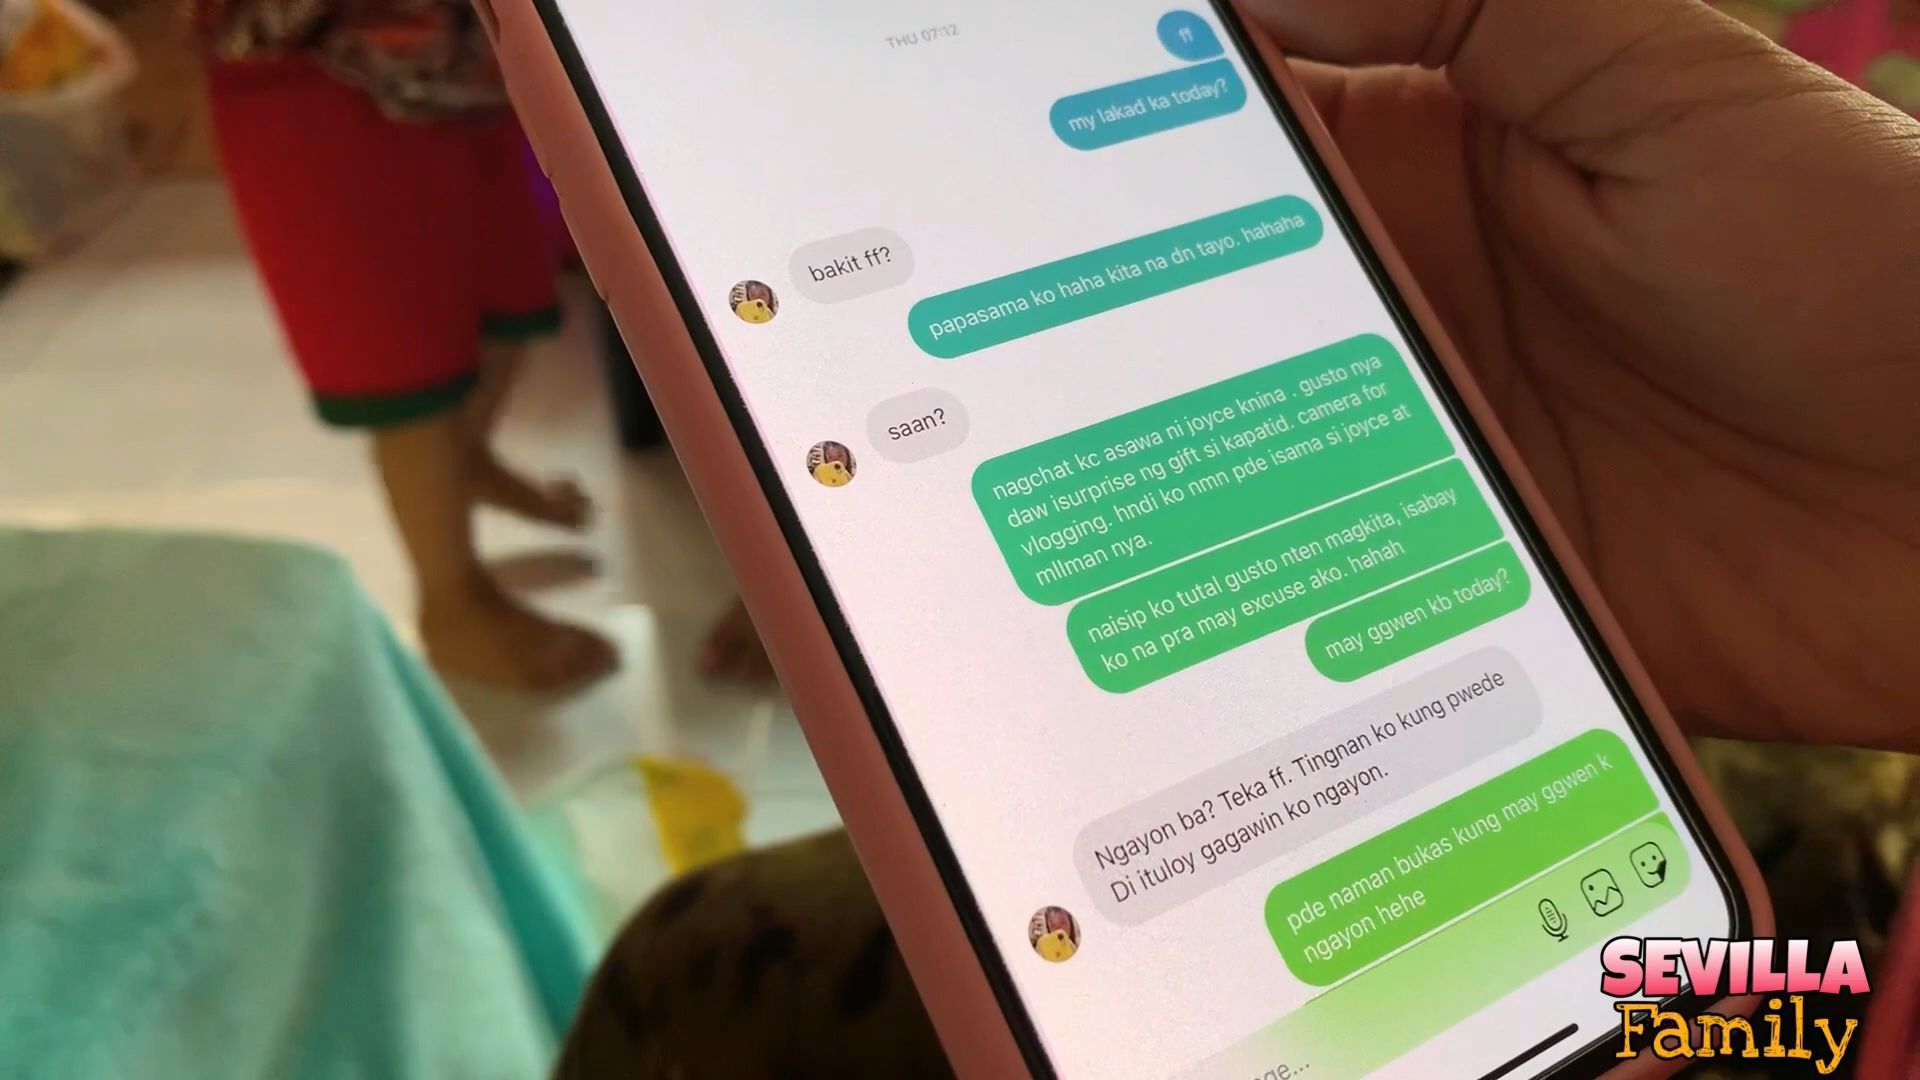 THU 07:12
ff
my lakad ka today?
bakit ff?
papasama ko haha kita na dn tayo. hahaha
saan?
nagchat kc asawa ni joyce knina . gusto nya
daw isurprise ng gift si kapatid. camera for
vlogging. hndi ko nmn pde isama si joyce at
mllman nya.
naisip ko tutal gusto nten magkita, isabay
ko na pra may excuse ako. hahah
may ggwen kb today?
Ngayon ba? Teka ff. Tingnan ko kung pwede
Di ituloy gagawin ko ngayon.
pde naman bukas kung may ggwen k
ngayon hehe
SEVILLA
Family